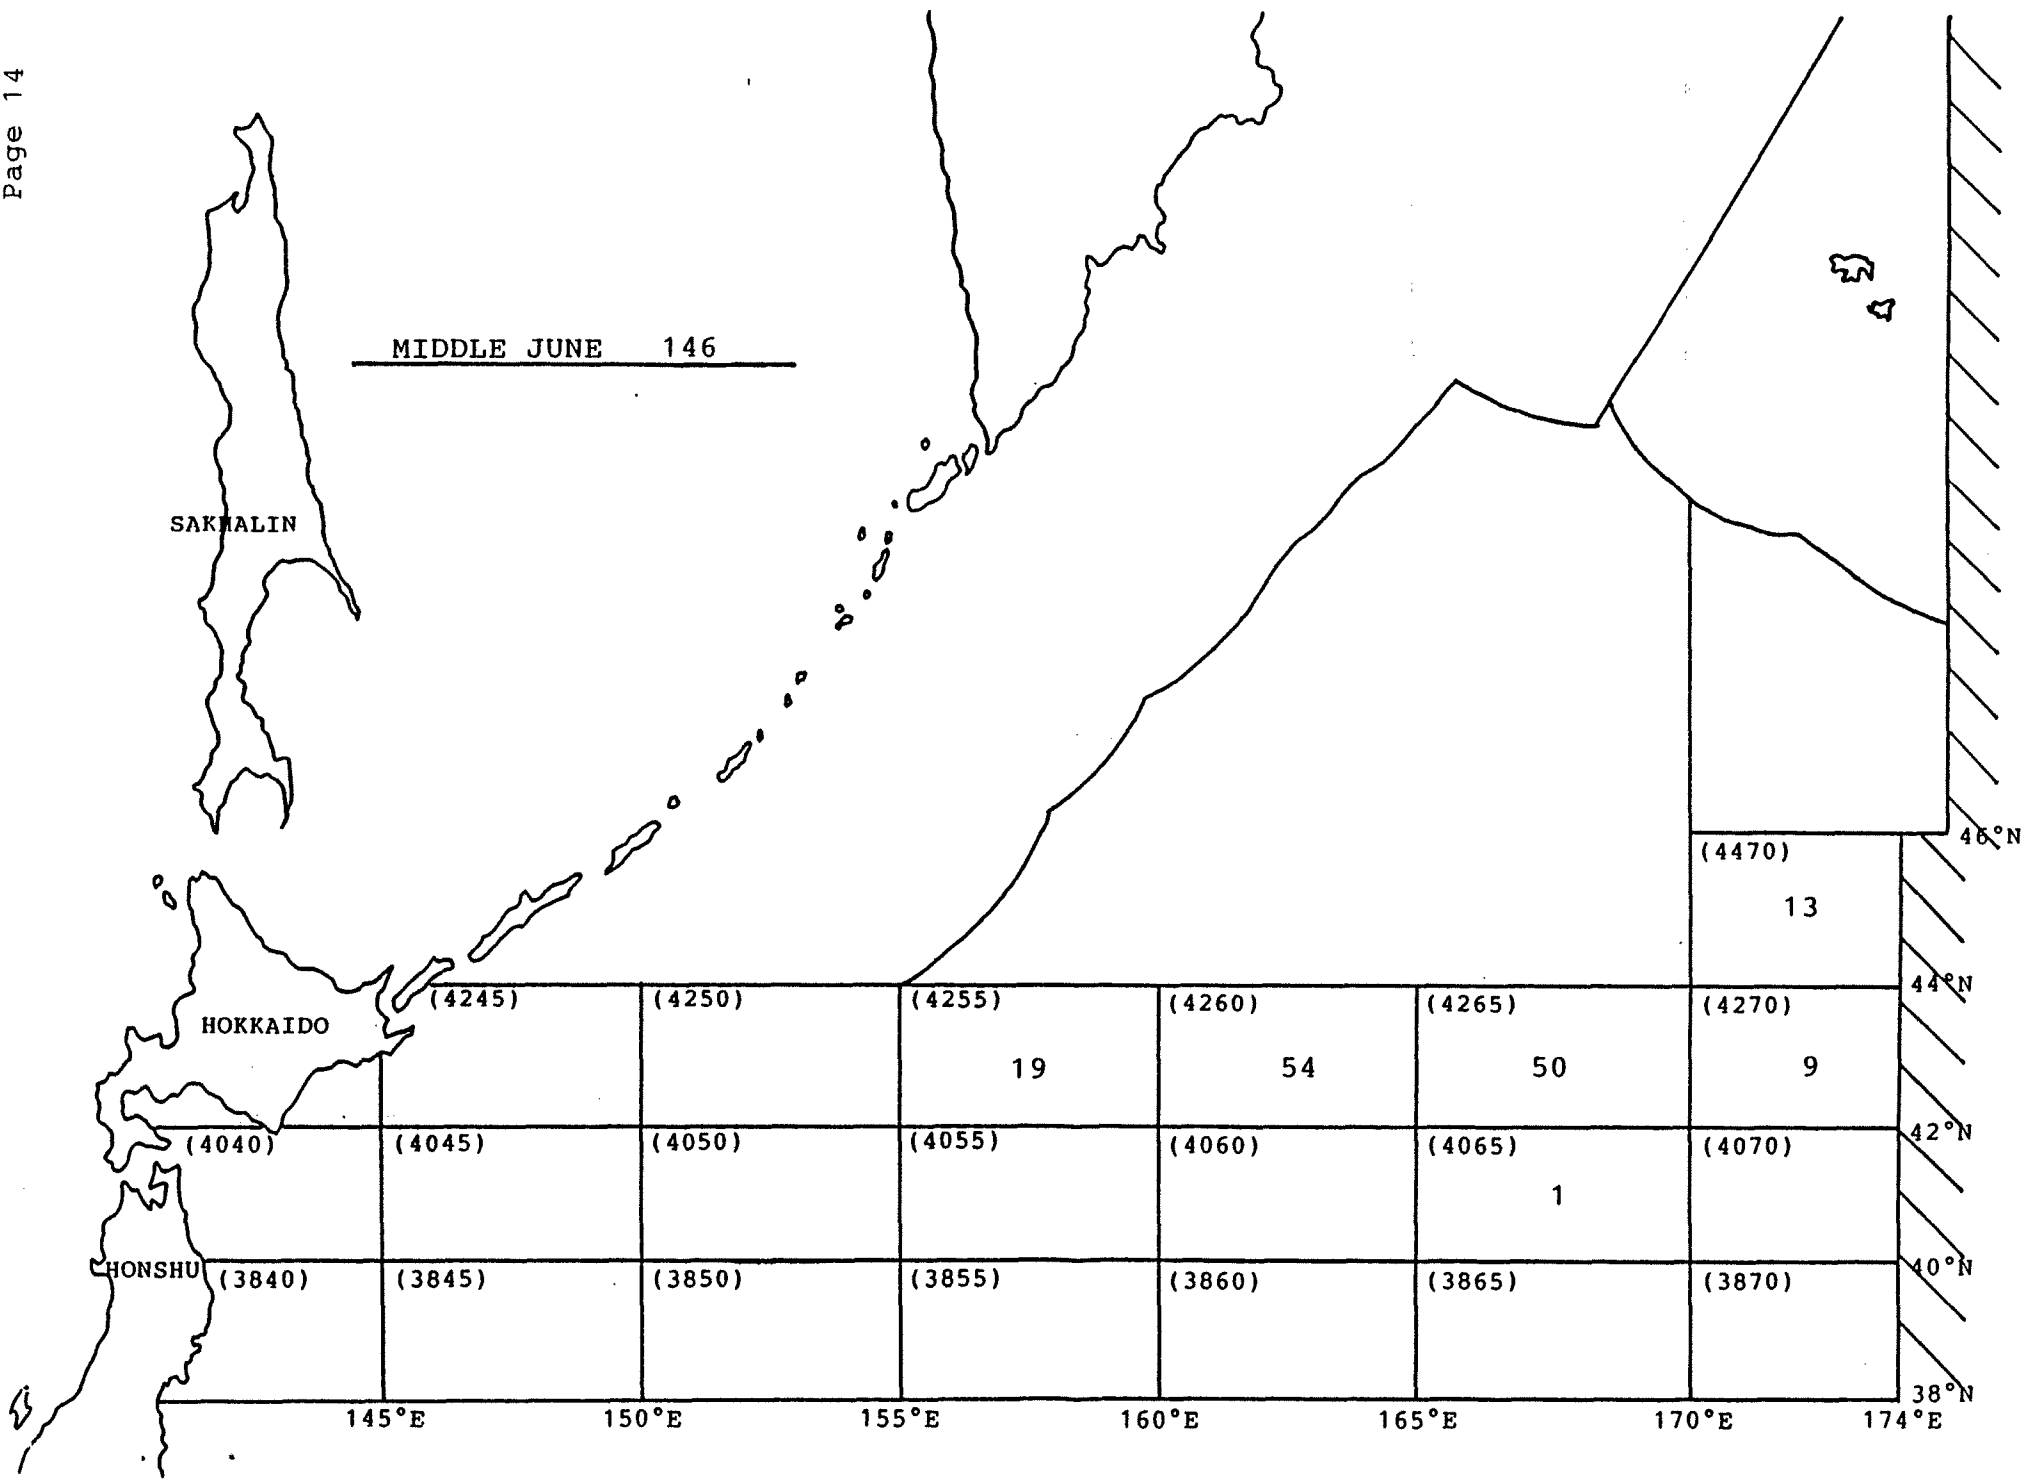 Page 14
MIDDLE JUNE 146
SAKHALIN
46°N
(4470)
13
44°N
(4245) (4250) (4255) (4260) (4265) (4270)
HOKKAIDO
19 54 50 9
42°N
(4040) (4045) (4050) (4055) (4060) (4065) (4070)
1
40°N
HONSHU (3840) (3845) (3850) (3855) (3860) (3865) (3870)
38°N
145°E 150°E 155°E 160°E 165°E 170°E 174°E